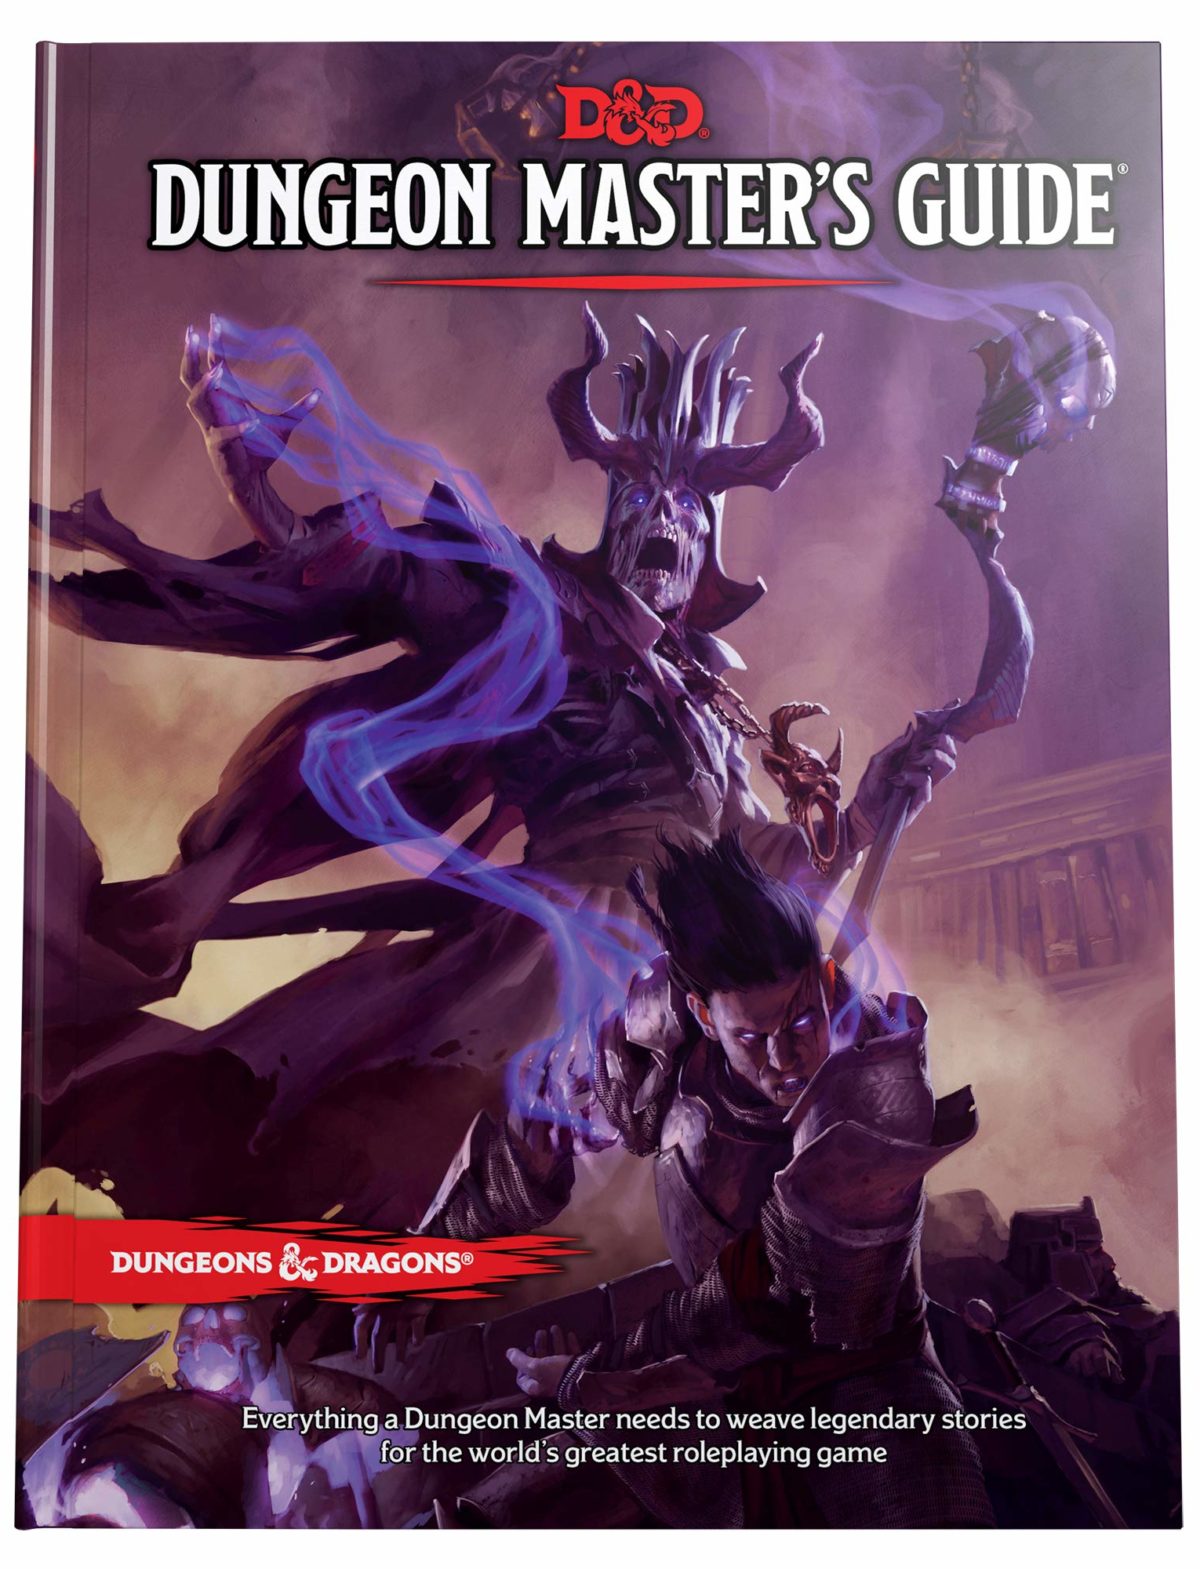 D&D®
DUNGEON MASTER'S GUIDE®
DUNGEONS & DRAGONS®
Everything a Dungeon Master needs to weave legendary stories
for the world's greatest roleplaying game